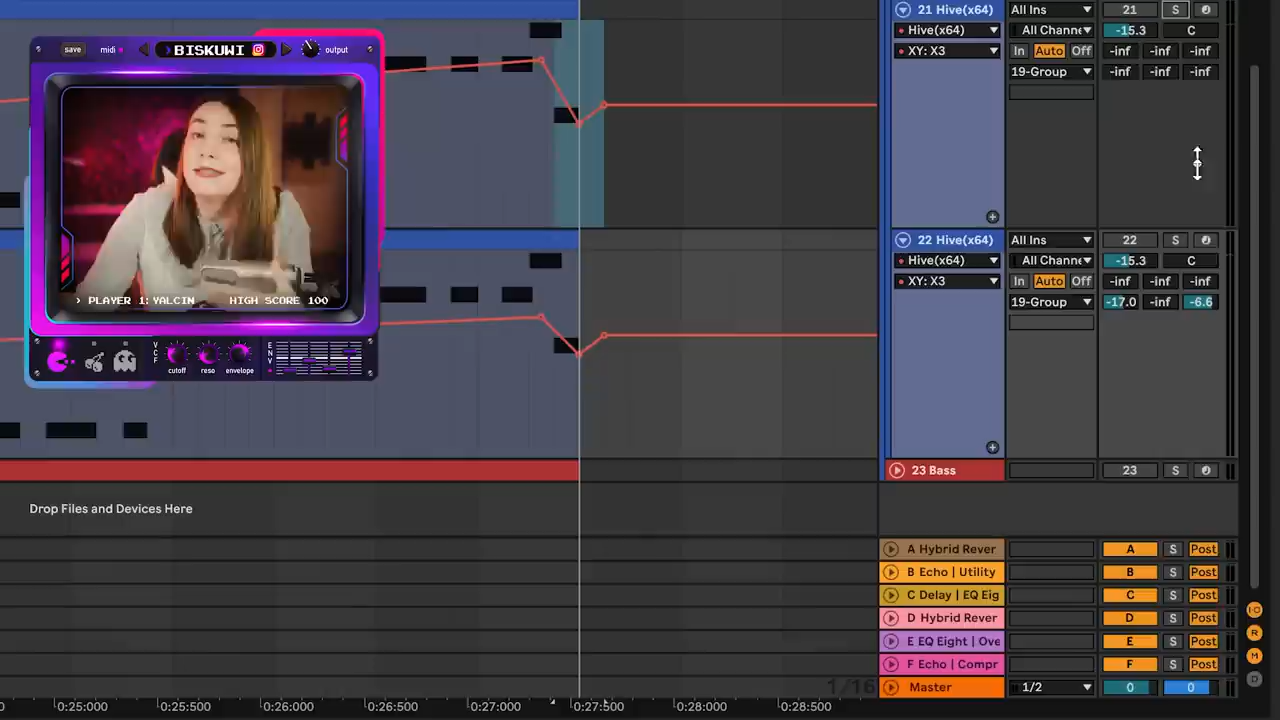 21 Hive(x64) All Ins 21 S
Hive(x64) All Channe -15.3 C
XY: X3 In Auto Off -inf -inf -inf
19-Group -inf -inf -inf
save midi BISKUWI output
› PLAYER 1: YALCIN HIGH SCORE 100
VCF cutoff reso envelope ENV
22 Hive(x64) All Ins 22 S
Hive(x64) All Channe -15.3 C
XY: X3 In Auto Off -inf -inf -inf
19-Group -17.0 -inf -6.6
23 Bass 23 S
Drop Files and Devices Here
A Hybrid Rever A S Post
B Echo | Utility B S Post
C Delay | EQ Eig C S Post
D Hybrid Rever D S Post
E EQ Eight | Ove E S Post
F Echo | Compr F S Post
Master 1/2 0 0
I·O
R
M
D
1/16
0 0:25:000 0:25:500 0:26:000 0:26:500 0:27:000 0:27:500 0:28:000 0:28:500